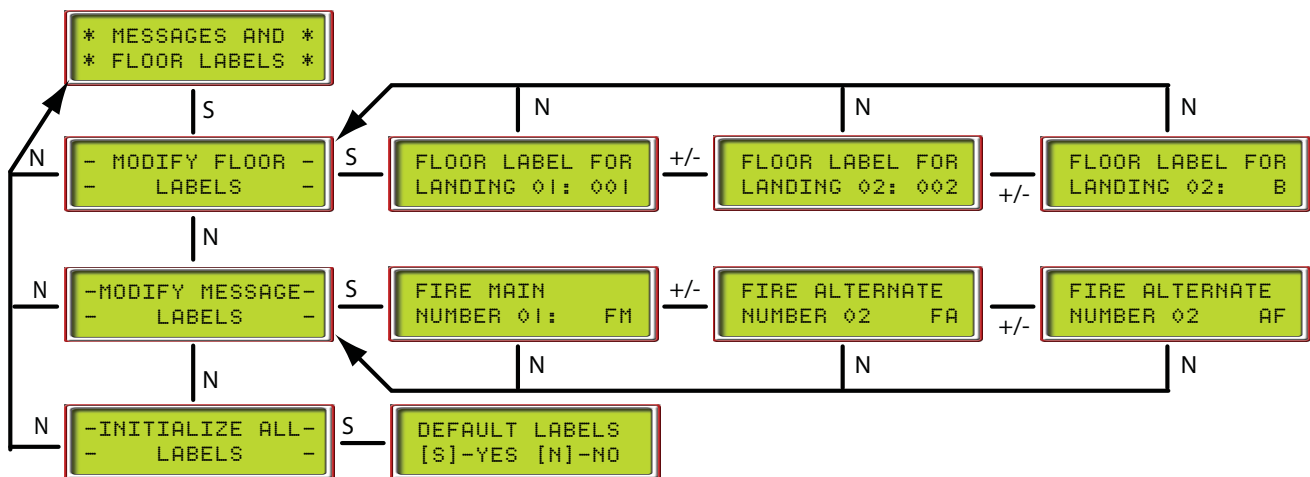 * MESSAGES AND *
* FLOOR LABELS *
S
N
N
N
N
- MODIFY FLOOR -
- LABELS -
S
FLOOR LABEL FOR
LANDING 01: 001
+/-
FLOOR LABEL FOR
LANDING 02: 002
+/-
FLOOR LABEL FOR
LANDING 02: B
N
N
-MODIFY MESSAGE-
- LABELS -
S
FIRE MAIN
NUMBER 01: FM
+/-
FIRE ALTERNATE
NUMBER 02 FA
+/-
FIRE ALTERNATE
NUMBER 02 AF
N
N
N
N
N
-INITIALIZE ALL-
- LABELS -
S
DEFAULT LABELS
[S]-YES [N]-NO